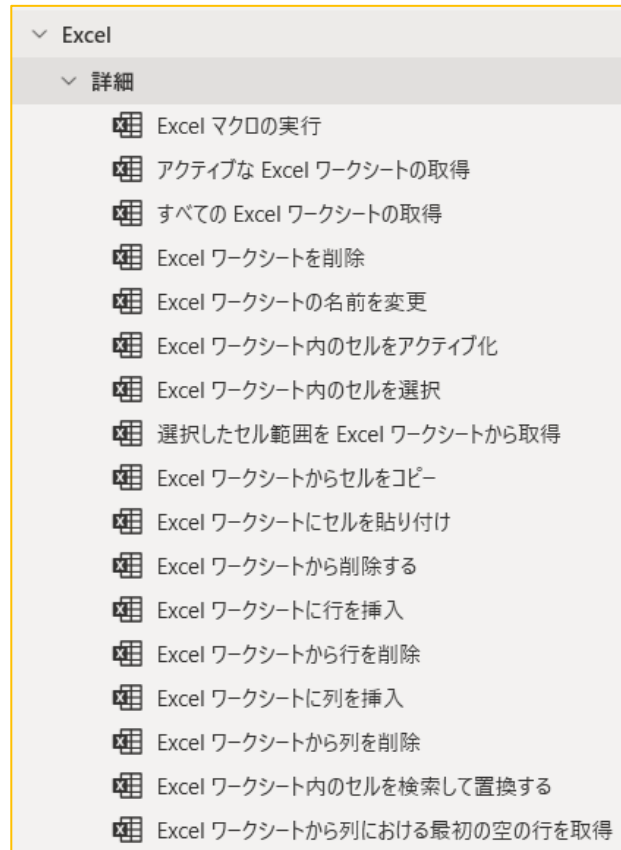 Excel
詳細
Excel マクロの実行
アクティブな Excel ワークシートの取得
すべての Excel ワークシートの取得
Excel ワークシートを削除
Excel ワークシートの名前を変更
Excel ワークシート内のセルをアクティブ化
Excel ワークシート内のセルを選択
選択したセル範囲を Excel ワークシートから取得
Excel ワークシートからセルをコピー
Excel ワークシートにセルを貼り付け
Excel ワークシートから削除する
Excel ワークシートに行を挿入
Excel ワークシートから行を削除
Excel ワークシートに列を挿入
Excel ワークシートから列を削除
Excel ワークシート内のセルを検索して置換する
Excel ワークシートから列における最初の空の行を取得